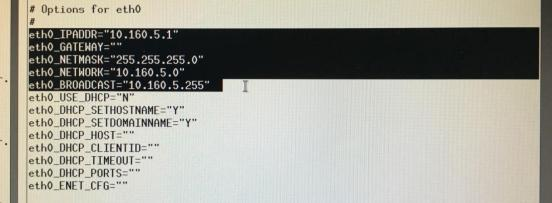 # Options for eth0
#
eth0_IPADDR="10.160.5.1"
eth0_GATEWAY=""
eth0_NETMASK="255.255.255.0"
eth0_NETWORK="10.160.5.0"
eth0_BROADCAST="10.160.5.255"
eth0_USE_DHCP="N"
eth0_DHCP_SETHOSTNAME="Y"
eth0_DHCP_SETDOMAINNAME="Y"
eth0_DHCP_HOST=""
eth0_DHCP_CLIENTID=""
eth0_DHCP_TIMEOUT=""
eth0_DHCP_PORTS=""
eth0_ENET_CFG=""